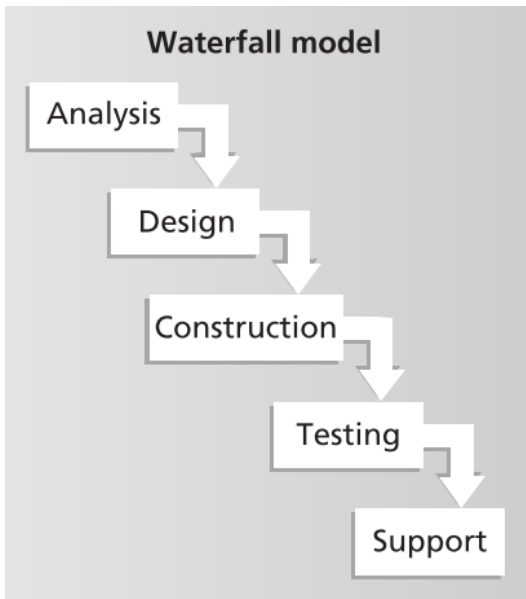 Waterfall model
Analysis
Design
Construction
Testing
Support